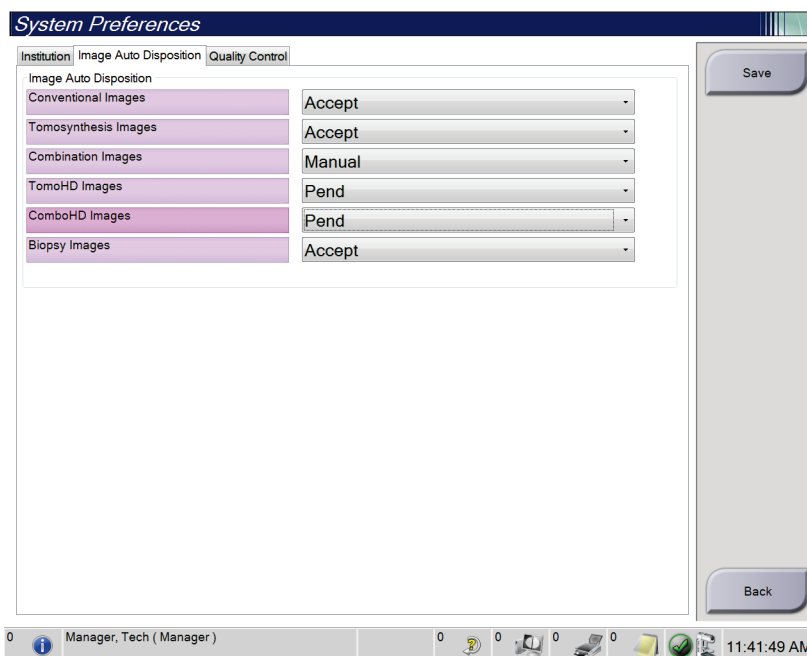 System Preferences
Institution Image Auto Disposition Quality Control
Save
Image Auto Disposition
Conventional Images Accept
Tomosynthesis Images Accept
Combination Images Manual
TomoHD Images Pend
ComboHD Images Pend
Biopsy Images Accept
Back
0 Manager, Tech ( Manager ) 0 0 0 0 11:41:49 AM